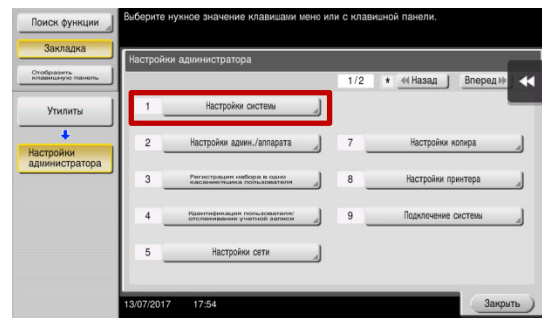 Поиск функции
Закладка
Отобразить
клавишную панель
Утилиты
Настройки
администратора
Выберите нужное значение клавишами меню или с клавишной панели.
Настройки администратора
1/2 * Назад Вперед
1 Настройки системы
2 Настройки админ./аппарата
3 Регистрация набора в одно
касание/ящика пользователя
4 Идентификация пользователя/
отслеживание учетной записи
5 Настройки сети
7 Настройки копира
8 Настройки принтера
9 Подключение системы
13/07/2017 17:54
Закрыть